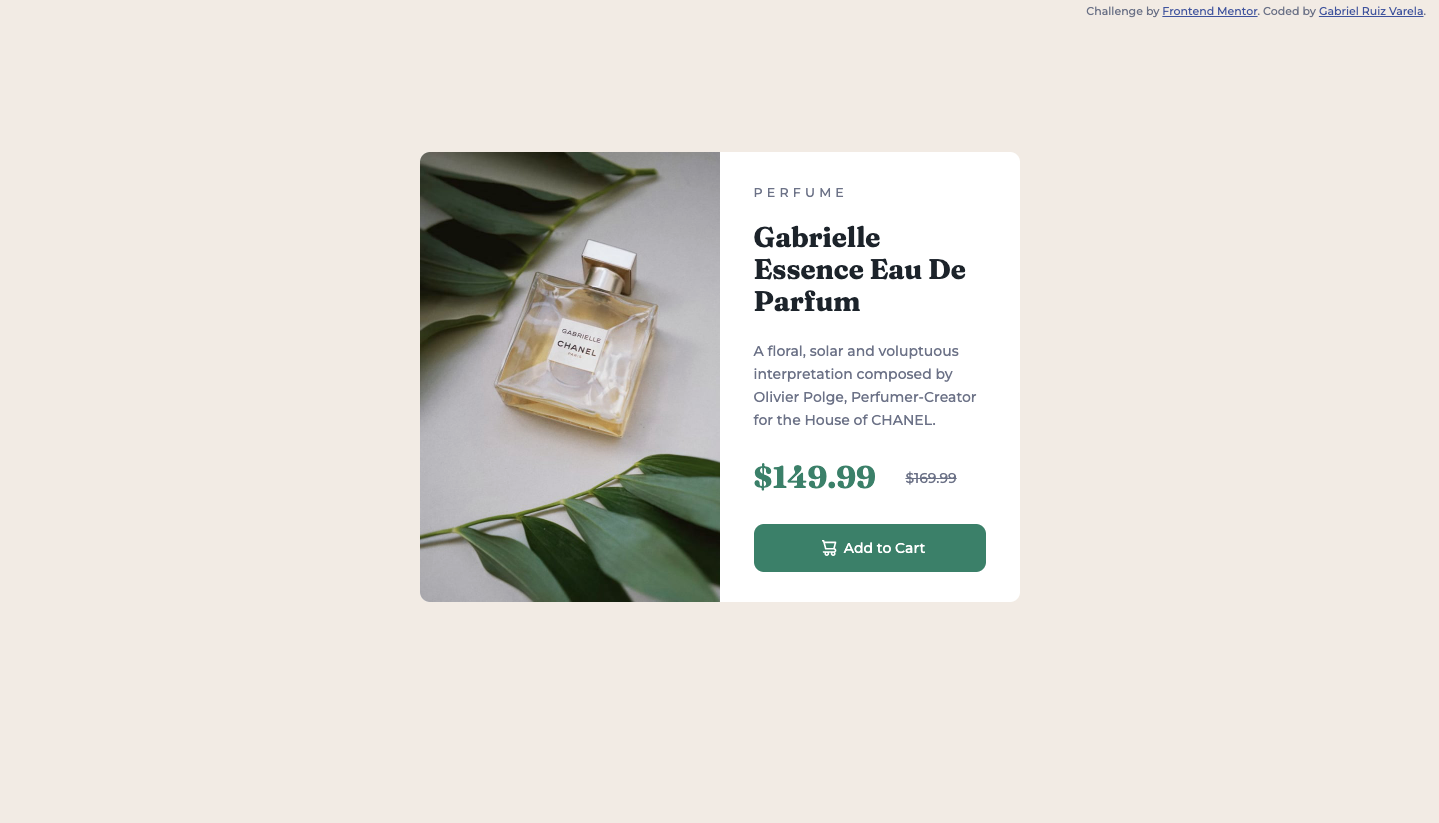 Challenge by Frontend Mentor. Coded by Gabriel Ruiz Varela.
GABRIELLE
CHANEL
PARIS
PERFUME
Gabrielle
Essence Eau De
Parfum
A floral, solar and voluptuous
interpretation composed by
Olivier Polge, Perfumer-Creator
for the House of CHANEL.
$149.99 $169.99
Add to Cart